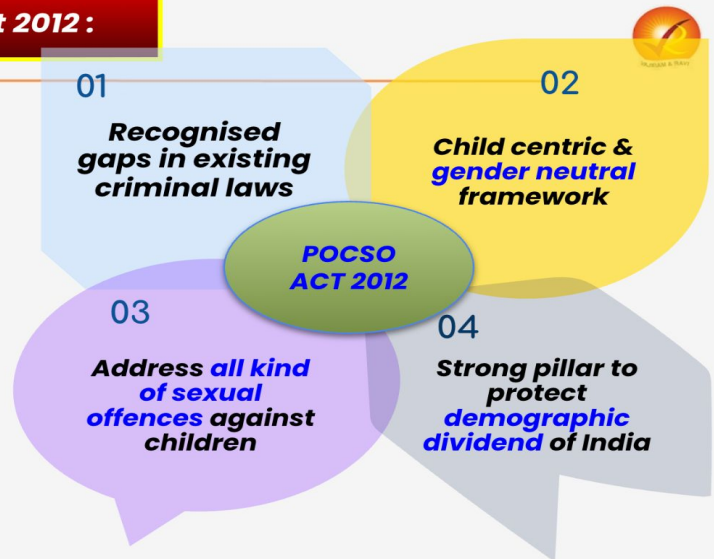 t 2012 :
01
Recognised
gaps in existing
criminal laws
02
Child centric &
gender neutral
framework
POCSO
ACT 2012
03
Address all kind
of sexual
offences against
children
04
Strong pillar to
protect
demographic
dividend of India